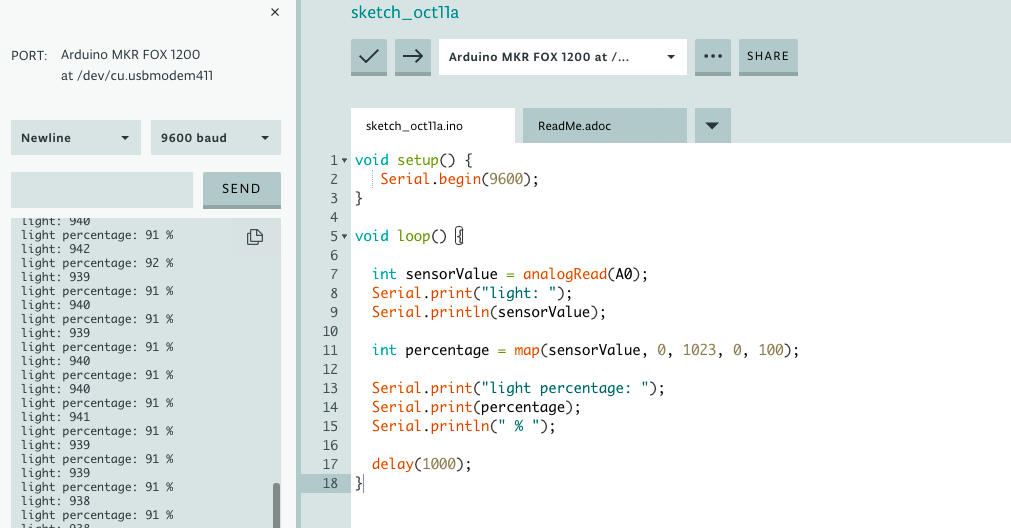 ×
PORT: Arduino MKR FOX 1200
at /dev/cu.usbmodem411
Newline
9600 baud
SEND
light: 940
light percentage: 91 %
light: 942
light percentage: 92 %
light: 939
light percentage: 91 %
light: 940
light percentage: 91 %
light: 939
light percentage: 91 %
light: 940
light percentage: 91 %
light: 940
light percentage: 91 %
light: 941
light percentage: 91 %
light: 939
light percentage: 91 %
light: 939
light percentage: 91 %
light: 938
light percentage: 91 %
light: 938
sketch_oct11a
Arduino MKR FOX 1200 at /...
SHARE
sketch_oct11a.ino
ReadMe.adoc
1 void setup() {
2 Serial.begin(9600);
3 }
4
5 void loop() {
6
7 int sensorValue = analogRead(A0);
8 Serial.print("light: ");
9 Serial.println(sensorValue);
10
11 int percentage = map(sensorValue, 0, 1023, 0, 100);
12
13 Serial.print("light percentage: ");
14 Serial.print(percentage);
15 Serial.println(" % ");
16
17 delay(1000);
18 }